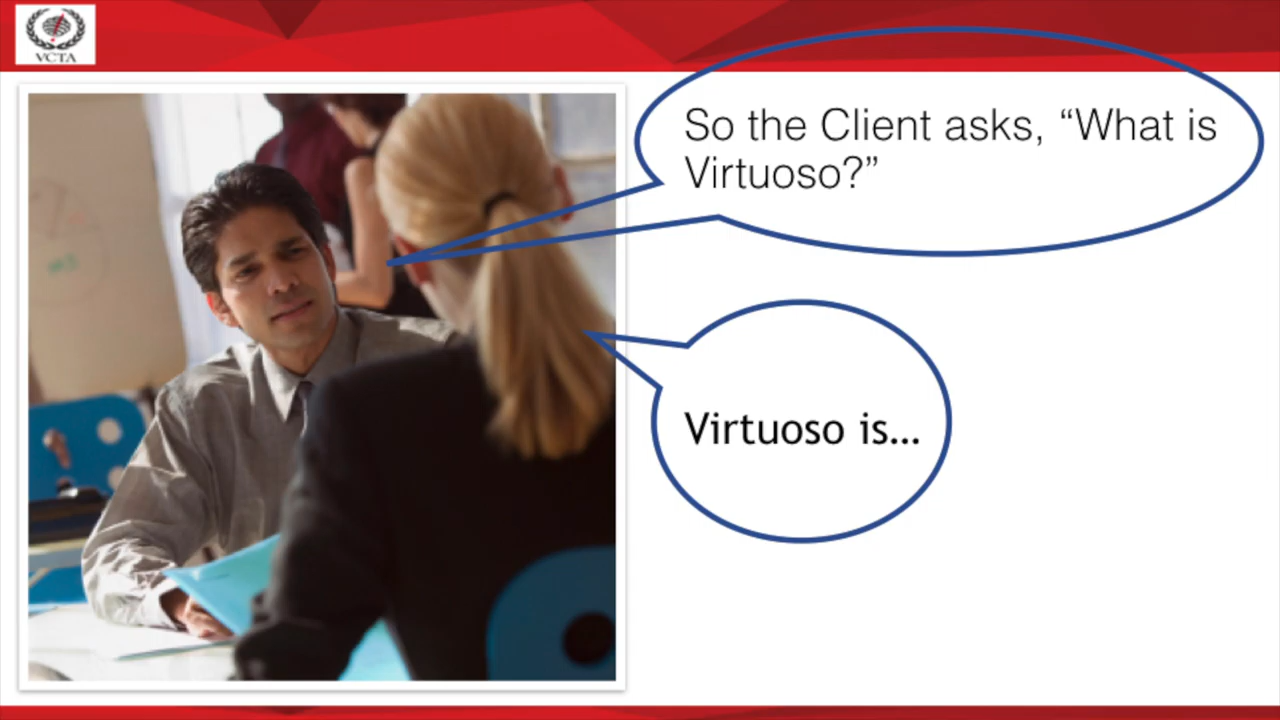 VCTA
So the Client asks, “What is
Virtuoso?”
Virtuoso is...